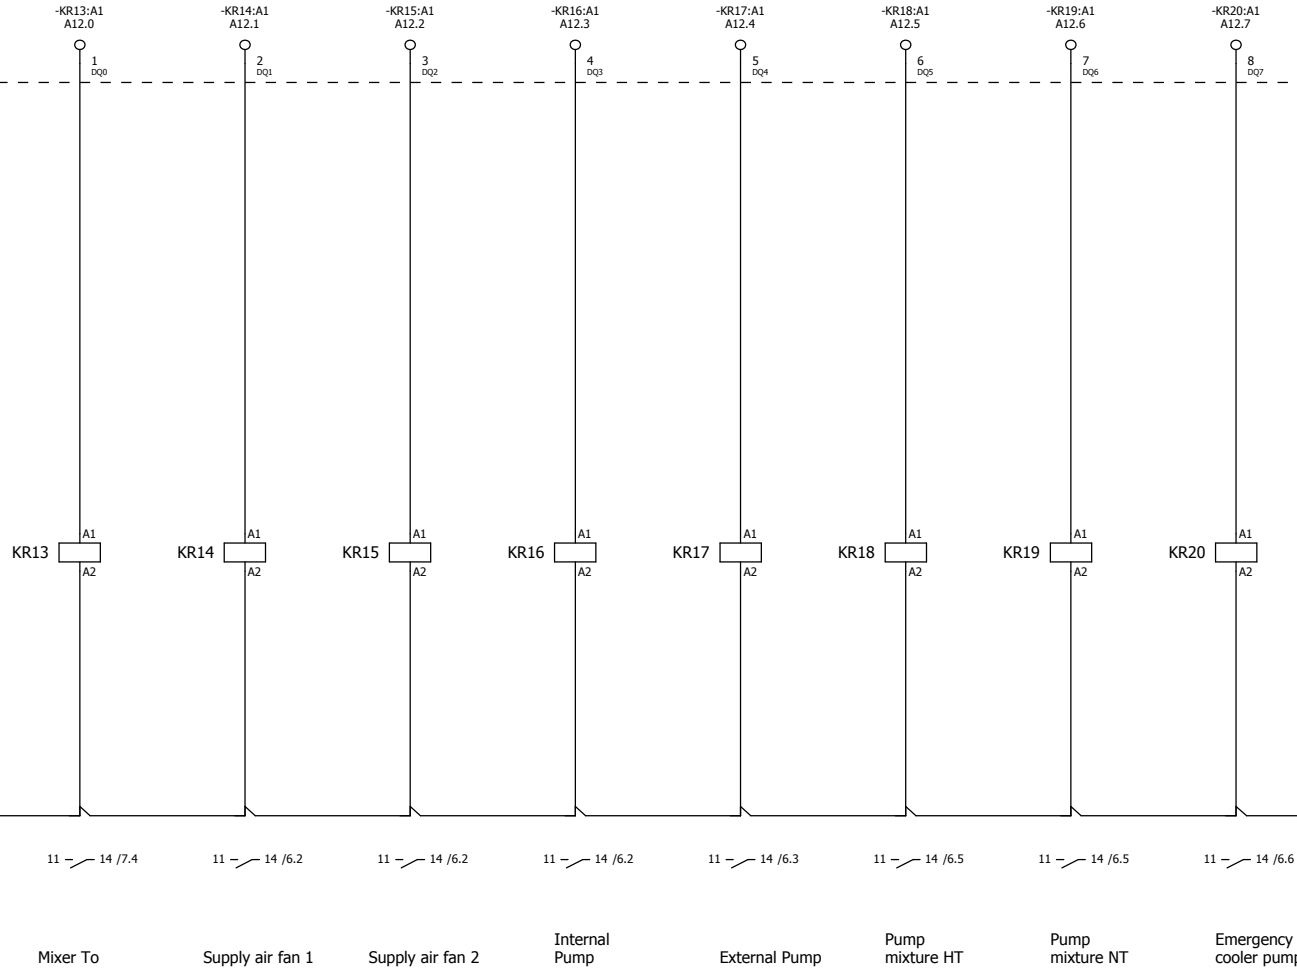 -KR13:A1 -KR14:A1 -KR15:A1 -KR16:A1 -KR17:A1 -KR18:A1 -KR19:A1 -KR20:A1
A12.0 A12.1 A12.2 A12.3 A12.4 A12.5 A12.6 A12.7
1 2 3 4 5 6 7 8
DQ0 DQ1 DQ2 DQ3 DQ4 DQ5 DQ6 DQ7
A1 A1 A1 A1 A1 A1 A1 A1
KR13 KR14 KR15 KR16 KR17 KR18 KR19 KR20
A2 A2 A2 A2 A2 A2 A2 A2
11 14 /7.4 11 14 /6.2 11 14 /6.2 11 14 /6.2 11 14 /6.3 11 14 /6.5 11 14 /6.5 11 14 /6.6
Mixer To
Supply air fan 1
Supply air fan 2
Internal
Pump
External Pump
Pump
mixture HT
Pump
mixture NT
Emergency
cooler pump